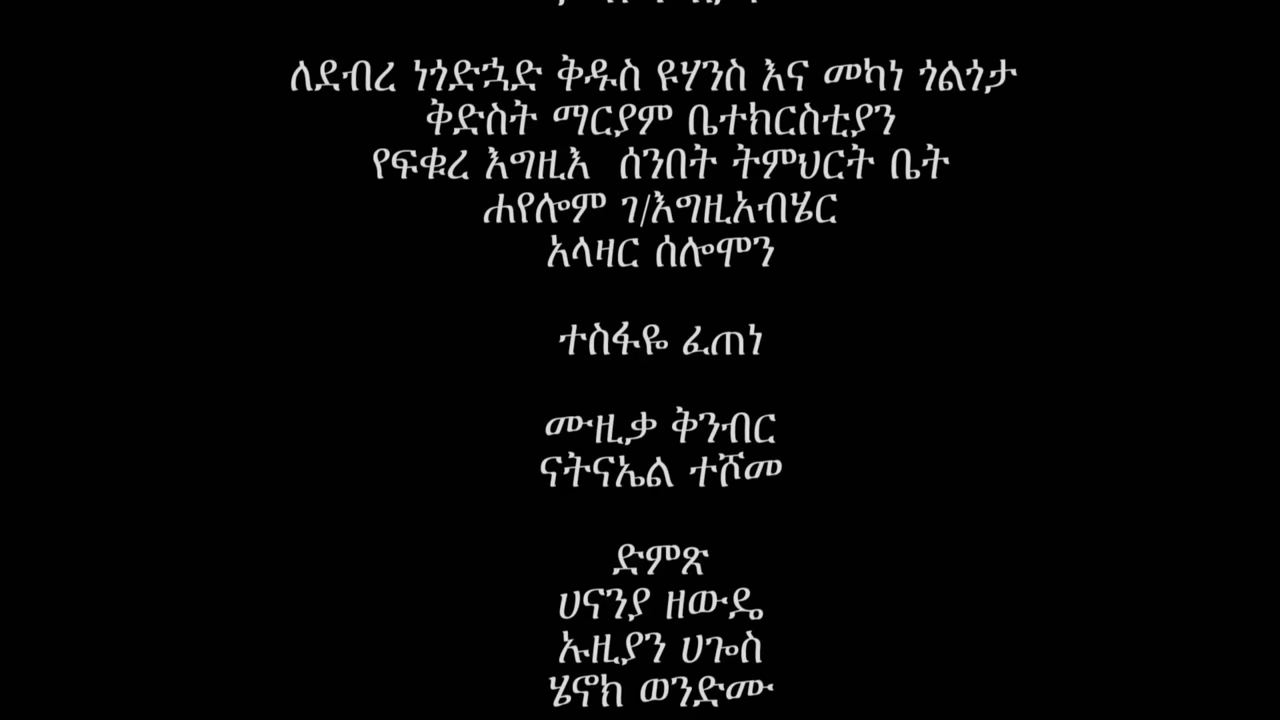 ለደብረ ነጎድጓድ ቅዱስ ዩሃንስ እና መካነ ጎልጎታ
ቅድስት ማርያም ቤተክርስቲያን
የፍቁረ እግዚእ ሰንበት ትምህርት ቤት
ሐየሎም ገ/እግዚአብሄር
አላዛር ሰሎሞን
ተስፋዬ ፈጠነ
ሙዚቃ ቅንብር
ናትናኤል ተሾመ
ድምጽ
ሀናንያ ዘውዴ
ኡዚያን ሀጎስ
ሄኖክ ወንድሙ